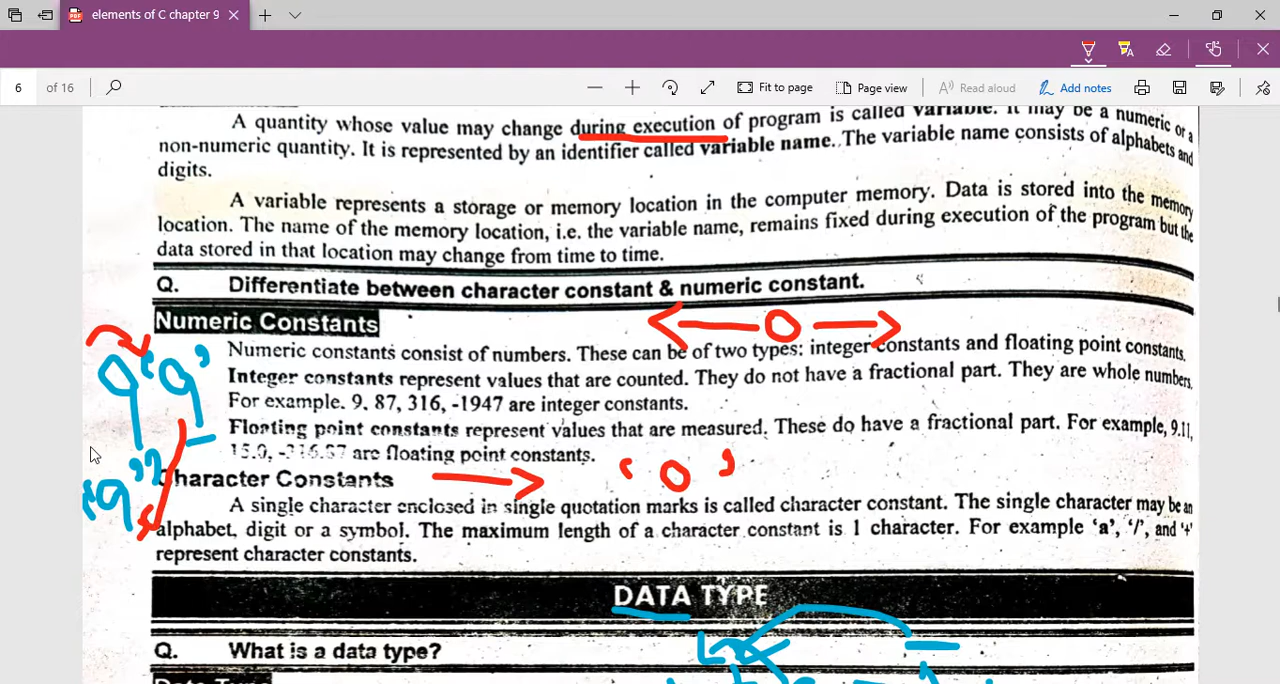 elements of C chapter 9
6 of 16
Fit to page
Page view
Read aloud
Add notes
A quantity whose value may change during execution of program is called variable. It may be a numeric or a
non-numeric quantity. It is represented by an identifier called variable name. The variable name consists of alphabets and
digits.
A variable represents a storage or memory location in the computer memory. Data is stored into the memory
location. The name of the memory location, i.e. the variable name, remains fixed during execution of the program but the
data stored in that location may change from time to time.
Q. Differentiate between character constant & numeric constant.
Numeric Constants
0
Numeric constants consist of numbers. These can be of two types: integer constants and floating point constants.
Integer constants represent values that are counted. They do not have a fractional part. They are whole numbers.
For example. 9, 87, 316, -1947 are integer constants.
Floating point constants represent values that are measured. These do have a fractional part. For example, 9.11,
15.0, -316.87 are floating point constants.
9 '9'
"9"
Character Constants
'0'
A single character enclosed in single quotation marks is called character constant. The single character may be an
alphabet, digit or a symbol. The maximum length of a character constant is 1 character. For example ‘a’, ‘/’, and ‘+’
represent character constants.
DATA TYPE
Q. What is a data type?
Data Type